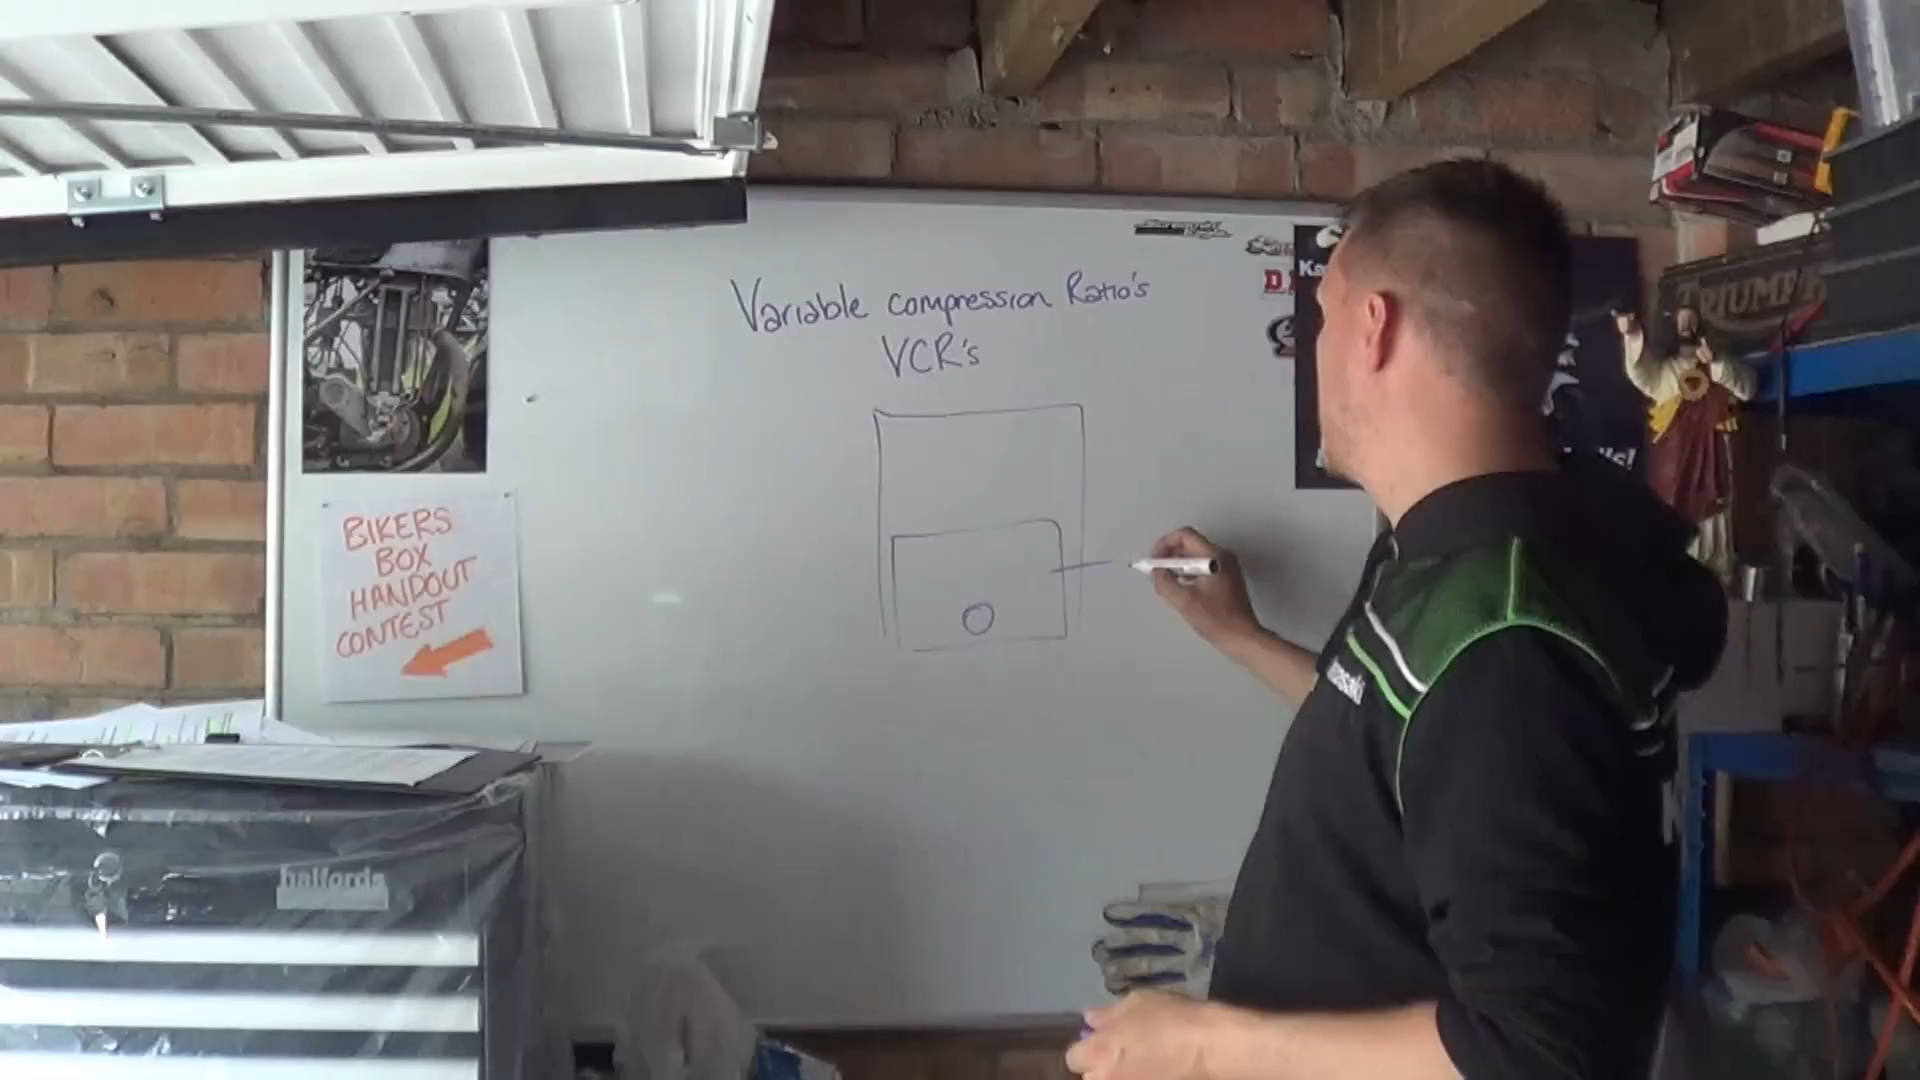 Variable compression Ratio's
VCR's
BIKERS
BOX
HANDOUT
CONTEST
TRIUMPH
halfords